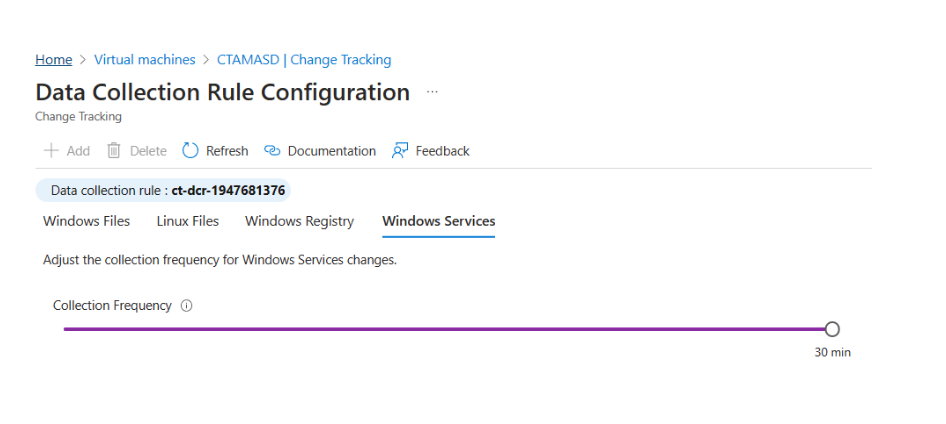 Home > Virtual machines > CTAMASD | Change Tracking
Data Collection Rule Configuration ...
Change Tracking
Add Delete Refresh Documentation Feedback
Data collection rule : ct-dcr-1947681376
Windows Files Linux Files Windows Registry Windows Services
Adjust the collection frequency for Windows Services changes.
Collection Frequency
30 min